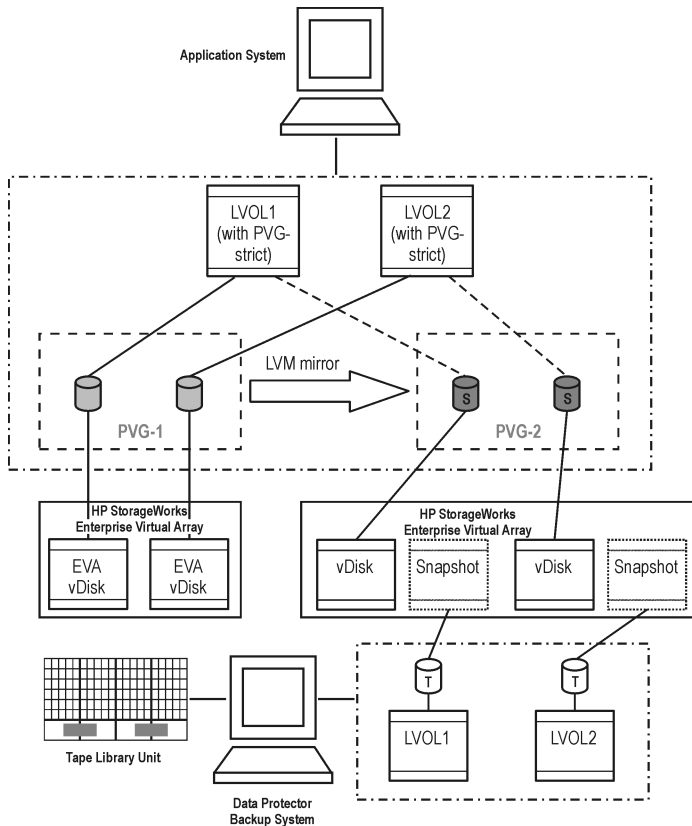 Application System
LVOL1
(with PVG-
strict)
LVOL2
(with PVG-
strict)
LVM mirror
S
S
PVG-1
PVG-2
HP StorageWorks
Enterprise Virtual Array
HP StorageWorks
Enterprise Virtual Array
EVA
vDisk
EVA
vDisk
vDisk
Snapshot
vDisk
Snapshot
T
T
LVOL1
LVOL2
Tape Library Unit
Data Protector
Backup System